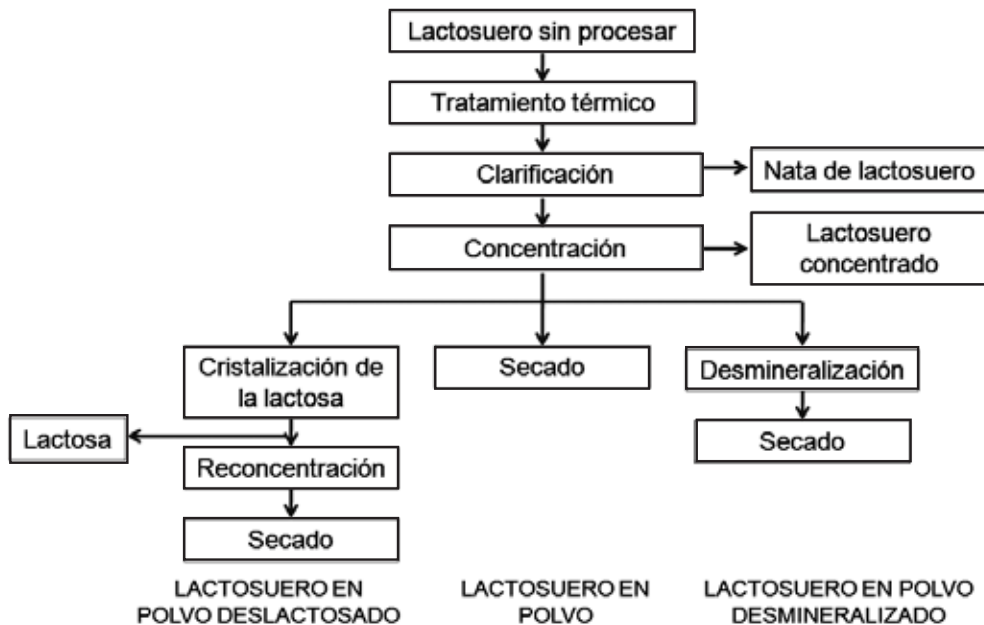 Lactosuero sin procesar
Tratamiento térmico
Clarificación
Nata de lactosuero
Concentración
Lactosuero
concentrado
Cristalización de
la lactosa
Secado
Desmineralización
Lactosa
Reconcentración
Secado
Secado
LACTOSUERO EN
POLVO DESLACTOSADO
LACTOSUERO EN
POLVO
LACTOSUERO EN POLVO
DESMINERALIZADO